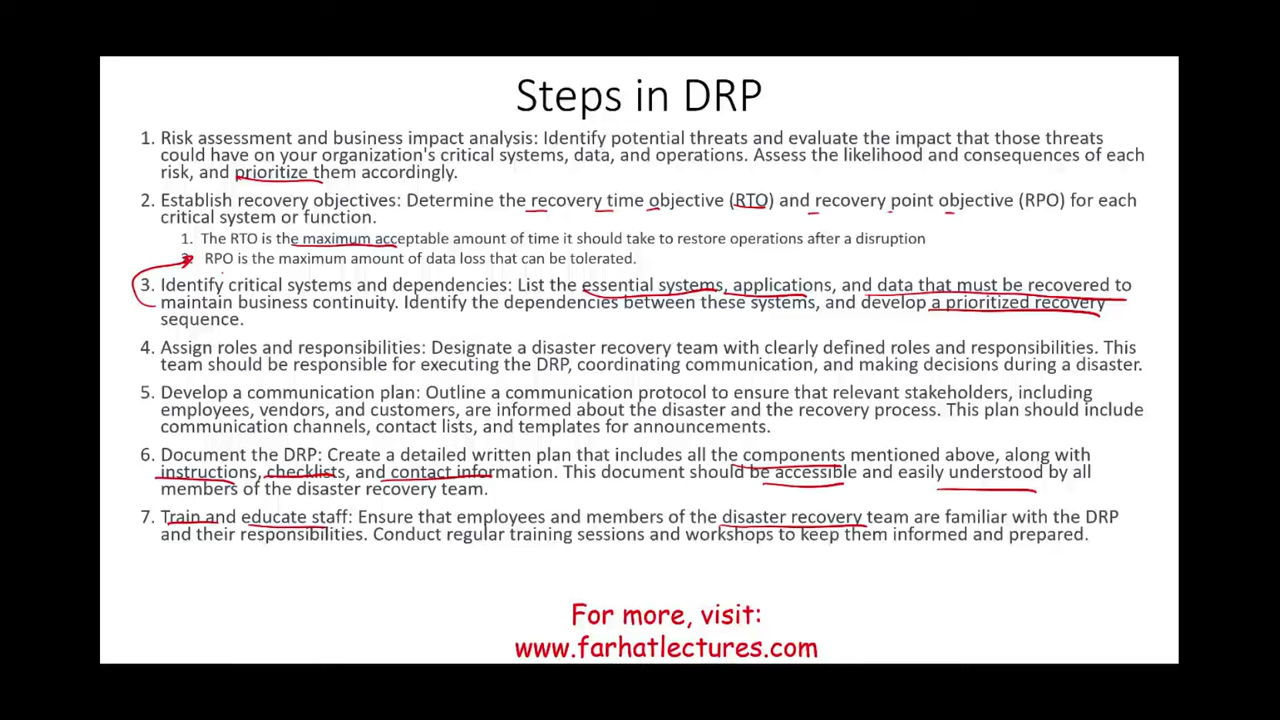 Steps in DRP
1. Risk assessment and business impact analysis: Identify potential threats and evaluate the impact that those threats
could have on your organization's critical systems, data, and operations. Assess the likelihood and consequences of each
risk, and prioritize them accordingly.
2. Establish recovery objectives: Determine the recovery time objective (RTO) and recovery point objective (RPO) for each
critical system or function.
1. The RTO is the maximum acceptable amount of time it should take to restore operations after a disruption
RPO is the maximum amount of data loss that can be tolerated.
3. Identify critical systems and dependencies: List the essential systems, applications, and data that must be recovered to
maintain business continuity. Identify the dependencies between these systems, and develop a prioritized recovery
sequence.
4. Assign roles and responsibilities: Designate a disaster recovery team with clearly defined roles and responsibilities. This
team should be responsible for executing the DRP, coordinating communication, and making decisions during a disaster.
5. Develop a communication plan: Outline a communication protocol to ensure that relevant stakeholders, including
employees, vendors, and customers, are informed about the disaster and the recovery process. This plan should include
communication channels, contact lists, and templates for announcements.
6. Document the DRP: Create a detailed written plan that includes all the components mentioned above, along with
instructions, checklists, and contact information. This document should be accessible and easily understood by all
members of the disaster recovery team.
7. Train and educate staff: Ensure that employees and members of the disaster recovery team are familiar with the DRP
and their responsibilities. Conduct regular training sessions and workshops to keep them informed and prepared.
For more, visit:
www.farhatlectures.com